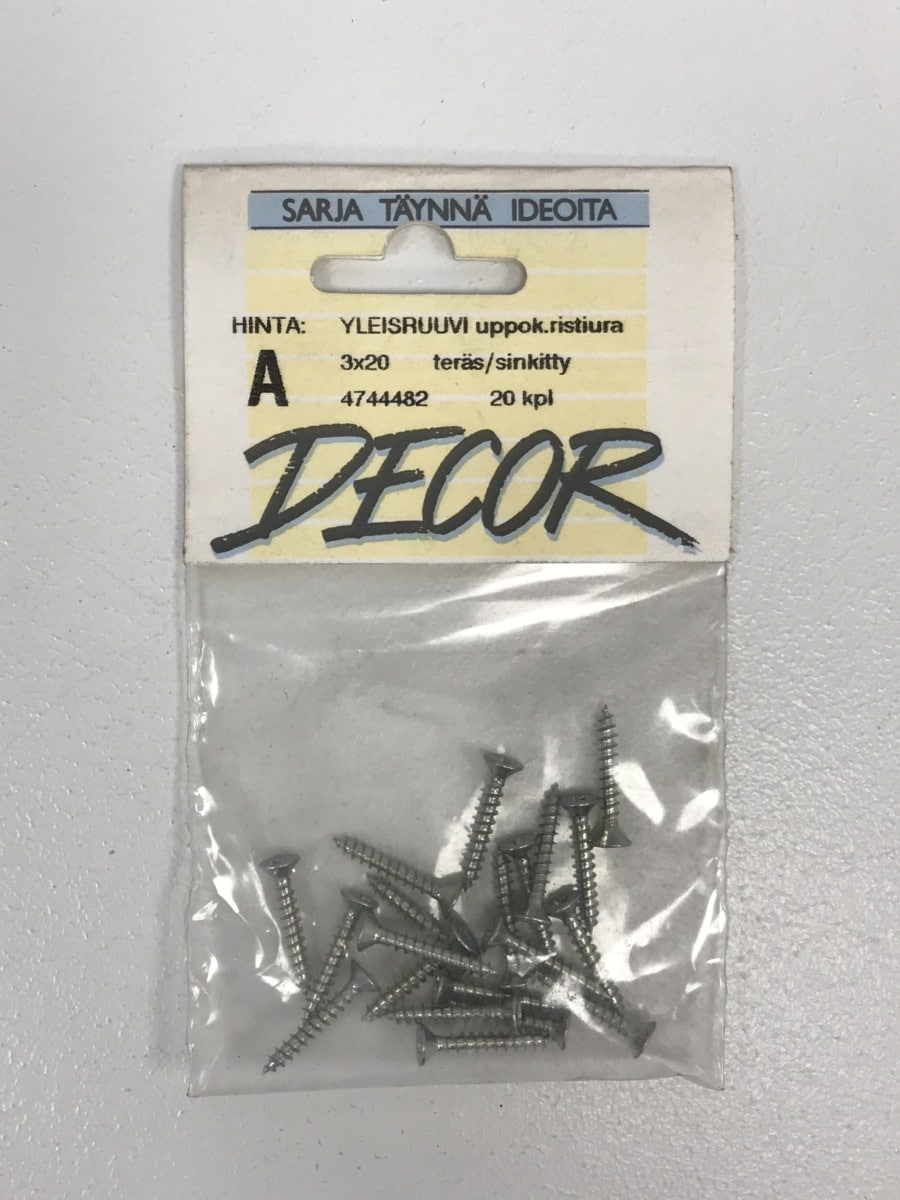 SARJA TÄYNNÄ IDEOITA
HINTA: YLEISRUUVI uppok.ristiura
A 3x20 teräs/sinkitty
4744482 20 kpl
DECOR